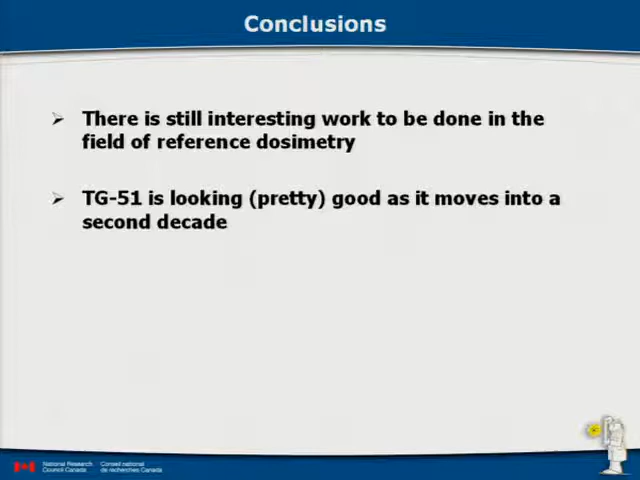 Conclusions
There is still interesting work to be done in the
field of reference dosimetry
TG-51 is looking (pretty) good as it moves into a
second decade
National Research
Council Canada
Conseil national
de recherches Canada